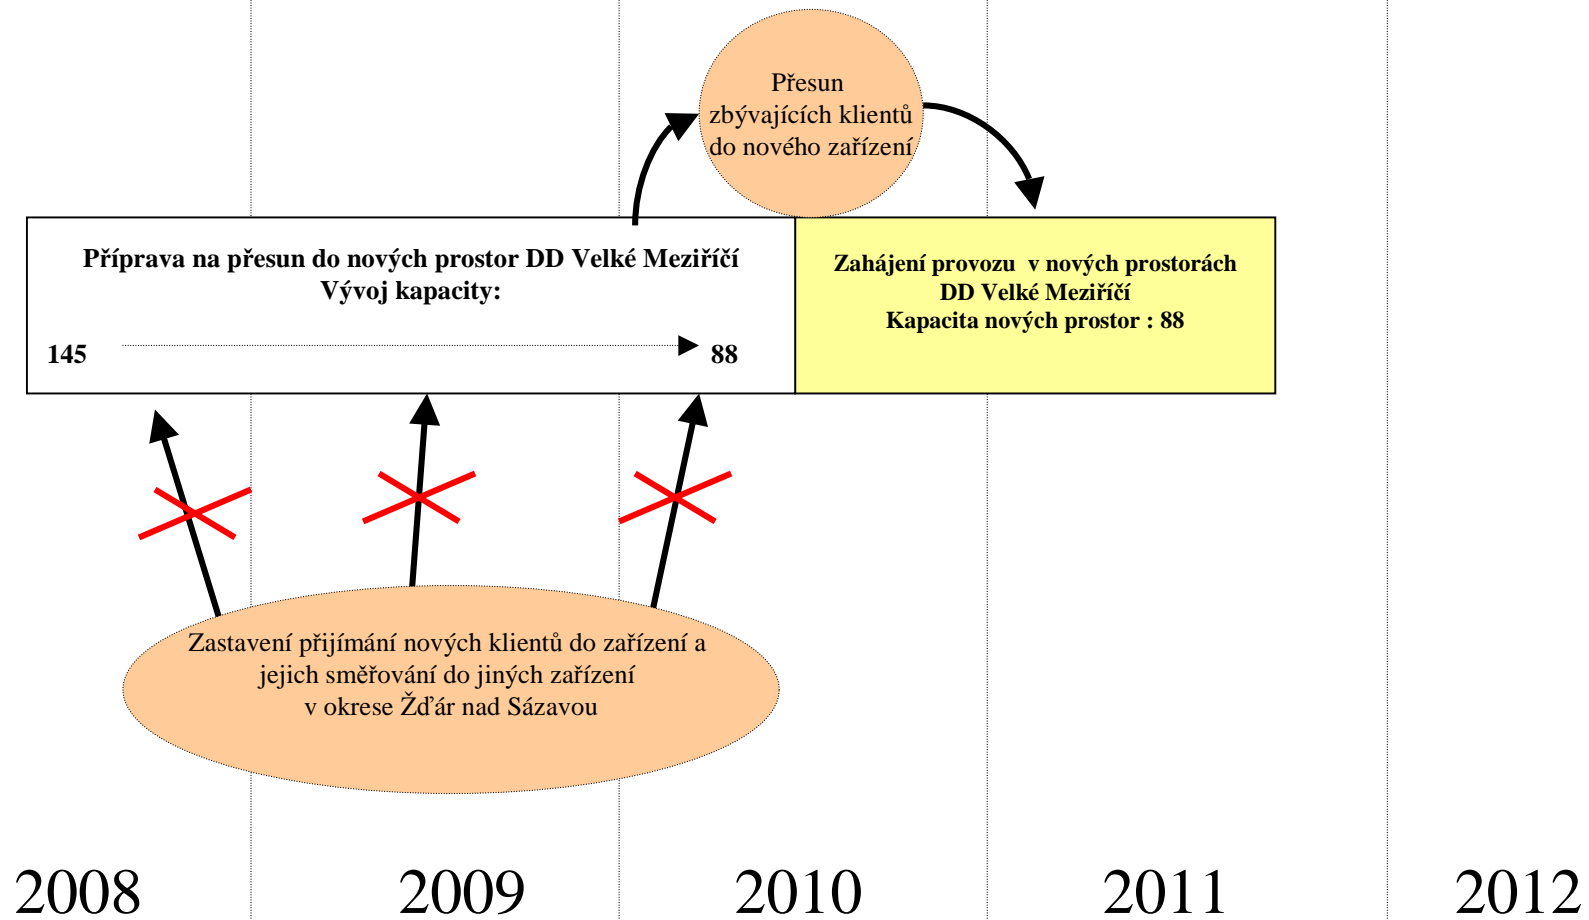 Přesun
zbývajících klientů
do nového zařízení
Příprava na přesun do nových prostor DD Velké Meziříčí
Vývoj kapacity:
145
88
Zahájení provozu v nových prostorách
DD Velké Meziříčí
Kapacita nových prostor : 88
Zastavení přijímání nových klientů do zařízení a
jejich směřování do jiných zařízení
v okrese Žďár nad Sázavou
2008
2009
2010
2011
2012